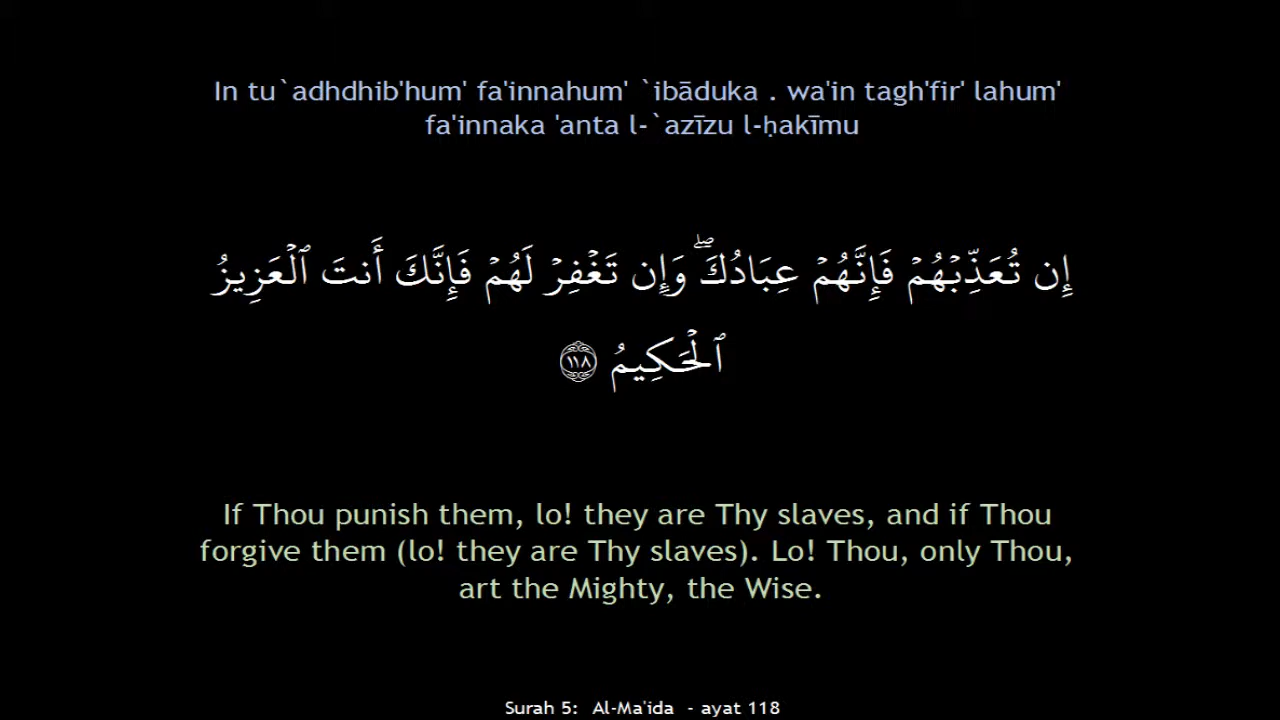 In tu`adhdhib'hum' fa'innahum' `ibāduka . wa'in tagh'fir' lahum'
fa'innaka 'anta l-`azīzu l-ḥakīmu
إِن تُعَذِّبۡهُمۡ فَإِنَّهُمۡ عِبَادُكَۖ وَإِن تَغۡفِرۡ لَهُمۡ فَإِنَّكَ أَنتَ ٱلۡعَزِيزُ
ٱلۡحَكِيمُ ١١٨
If Thou punish them, lo! they are Thy slaves, and if Thou
forgive them (lo! they are Thy slaves). Lo! Thou, only Thou,
art the Mighty, the Wise.
Surah 5:  Al-Ma'ida  - ayat 118